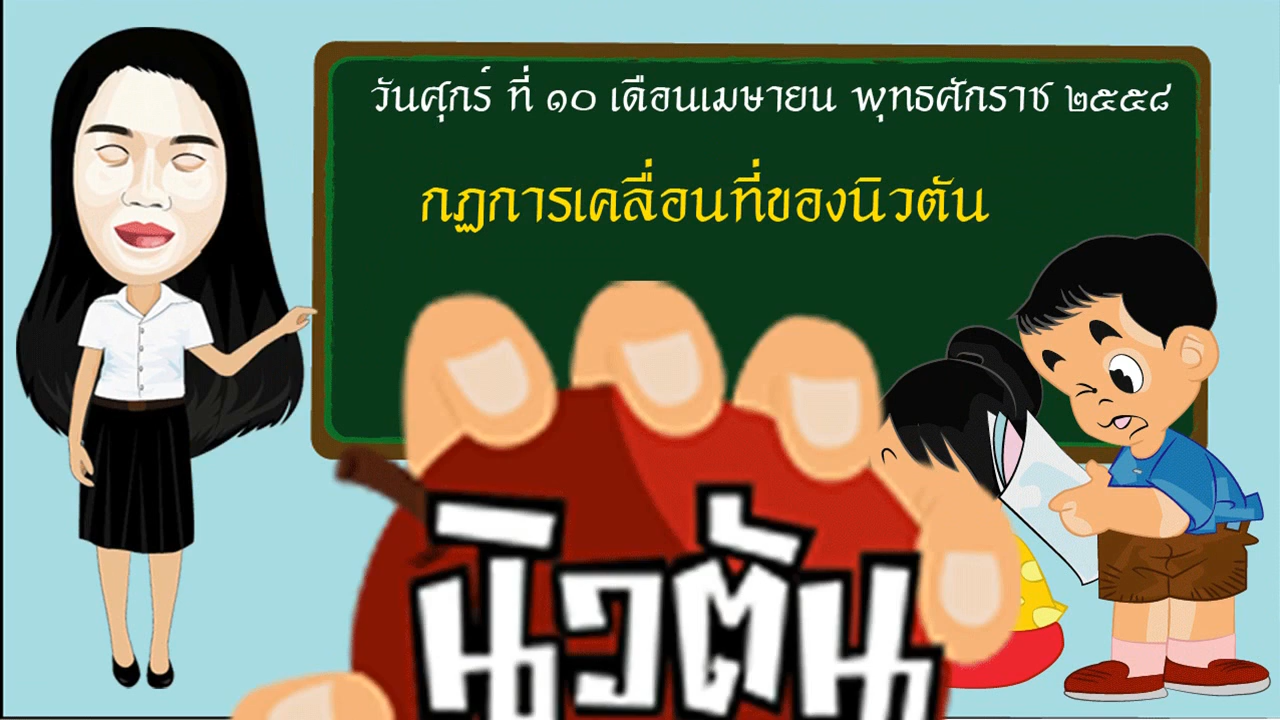 วันศุกร์ ที่ ๑๐ เดือนเมษายน พุทธศักราช ๒๕๕๘
กฏการเคลื่อนที่ของนิวตัน
นิวตัน